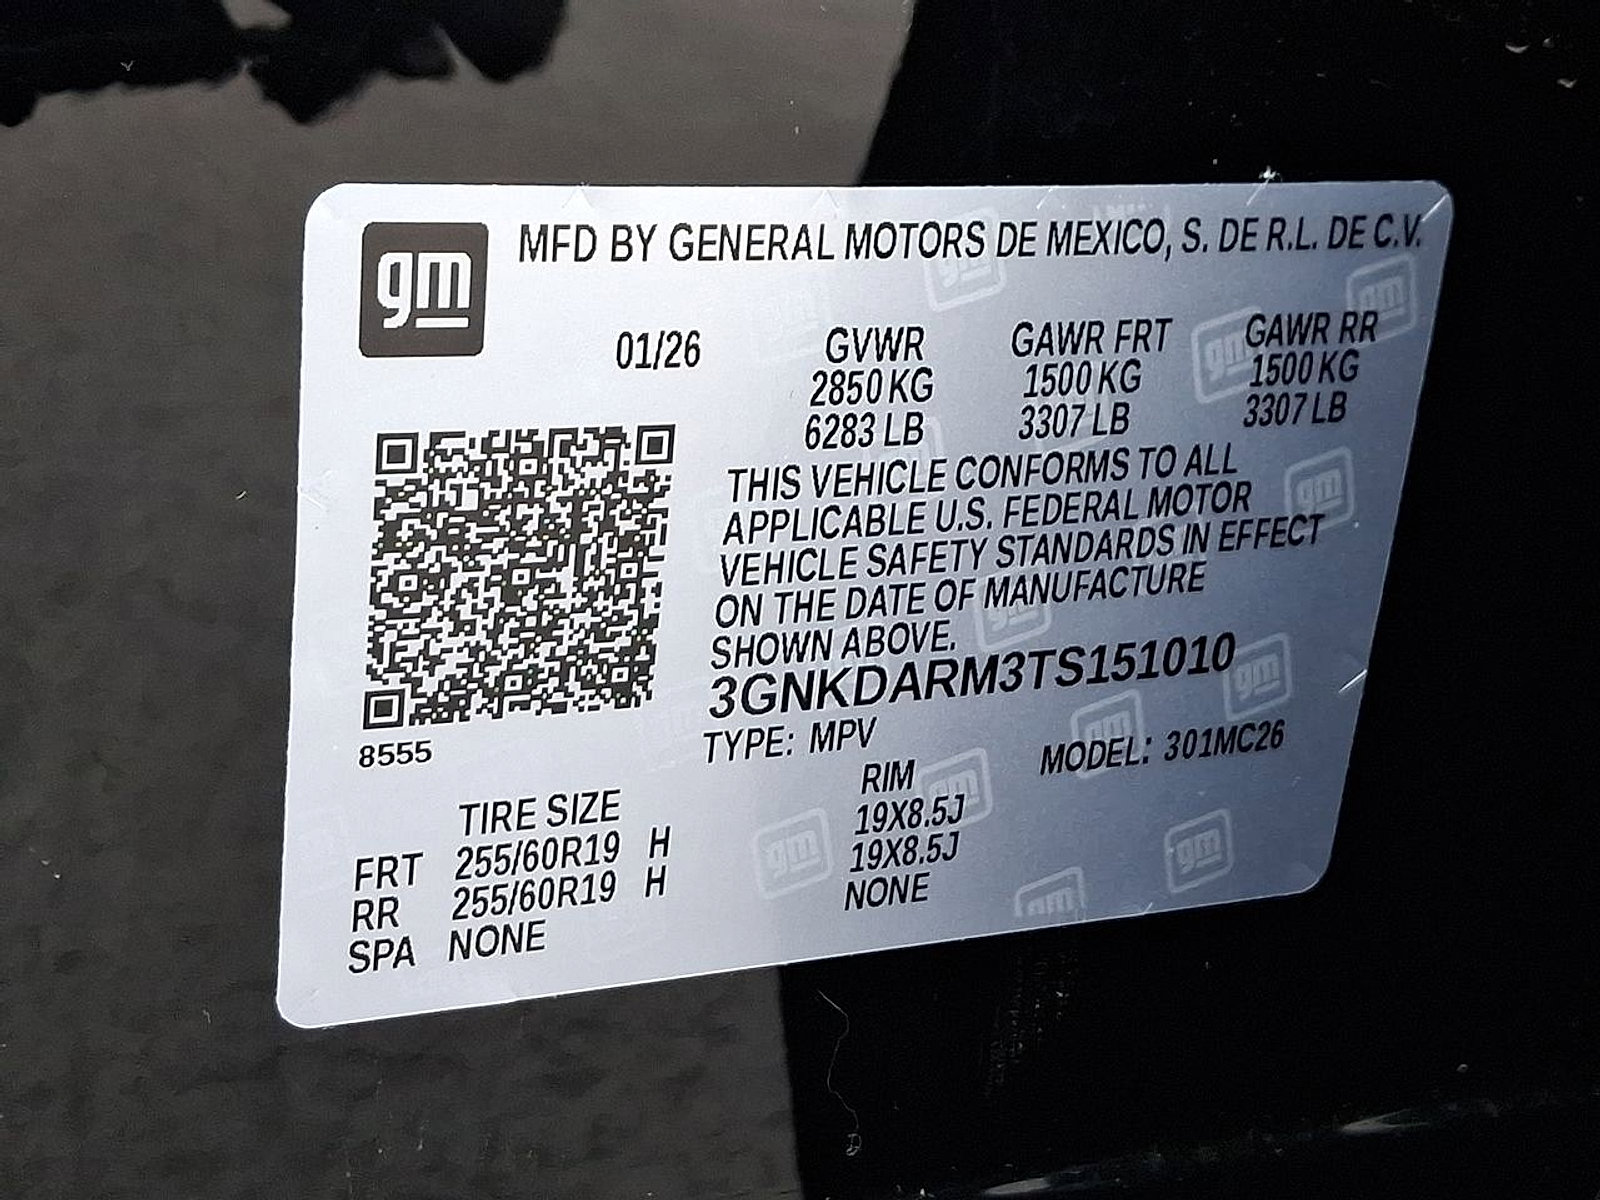 gm
MFD BY GENERAL MOTORS DE MEXICO, S. DE R.L. DE C.V.
01/26 GVWR GAWR FRT GAWR RR
2850 KG 1500 KG 1500 KG
6283 LB 3307 LB 3307 LB
THIS VEHICLE CONFORMS TO ALL
APPLICABLE U.S. FEDERAL MOTOR
VEHICLE SAFETY STANDARDS IN EFFECT
ON THE DATE OF MANUFACTURE
SHOWN ABOVE.
3GNKDARM3TS151010
8555
TYPE: MPV MODEL: 301MC26
TIRE SIZE RIM
FRT 255/60R19 H 19X8.5J
RR 255/60R19 H 19X8.5J
SPA NONE NONE